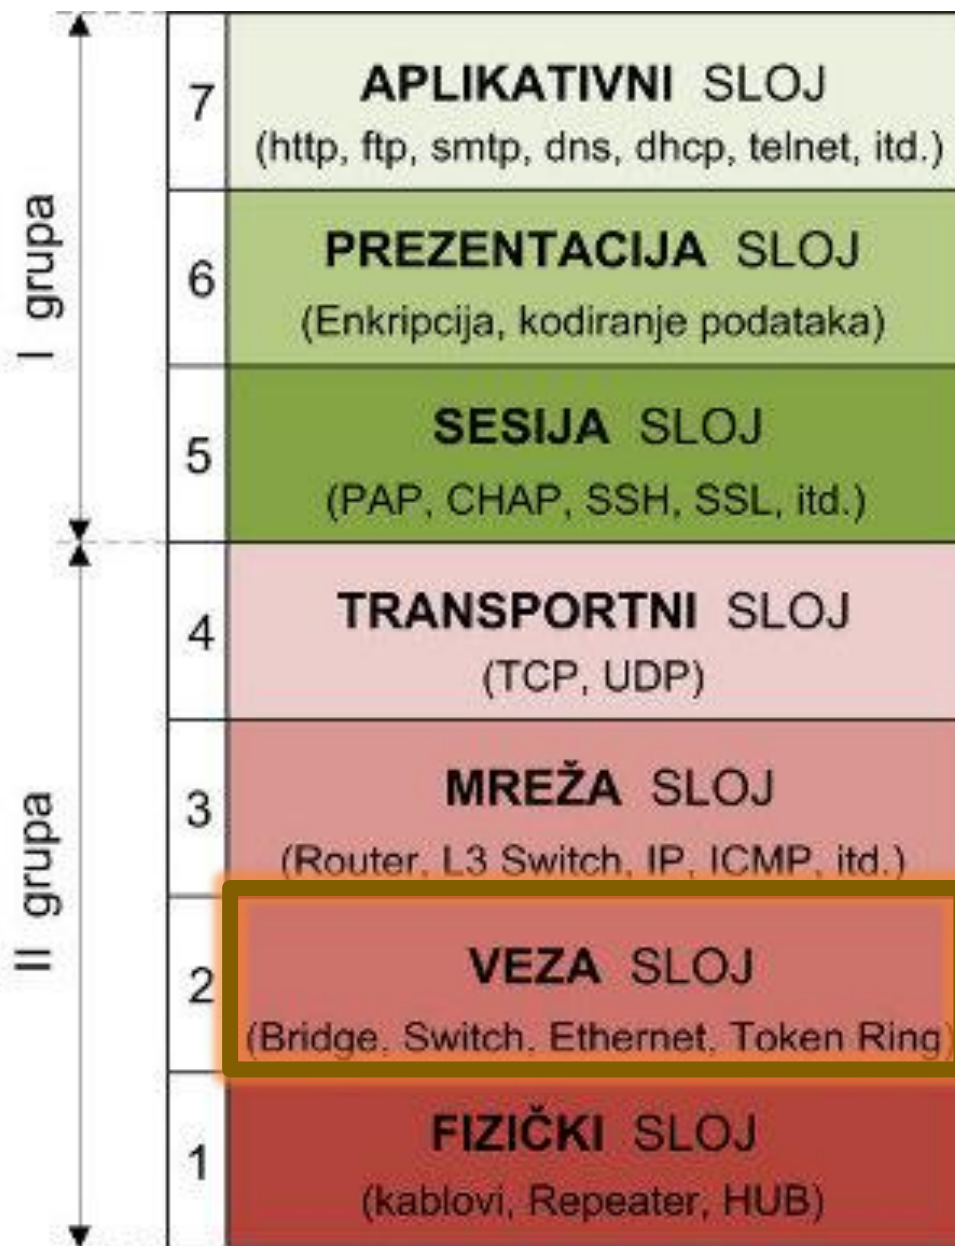 I grupa
7
APLIKATIVNI SLOJ
(http, ftp, smtp, dns, dhcp, telnet, itd.)
6
PREZENTACIJA SLOJ
(Enkripcija, kodiranje podataka)
5
SESIJA SLOJ
(PAP, CHAP, SSH, SSL, itd.)
II grupa
4
TRANSPORTNI SLOJ
(TCP, UDP)
3
MREŽA SLOJ
(Router, L3 Switch, IP, ICMP, itd.)
2
VEZA SLOJ
(Bridge, Switch, Ethernet, Token Ring)
1
FIZIČKI SLOJ
(kablovi, Repeater, HUB)